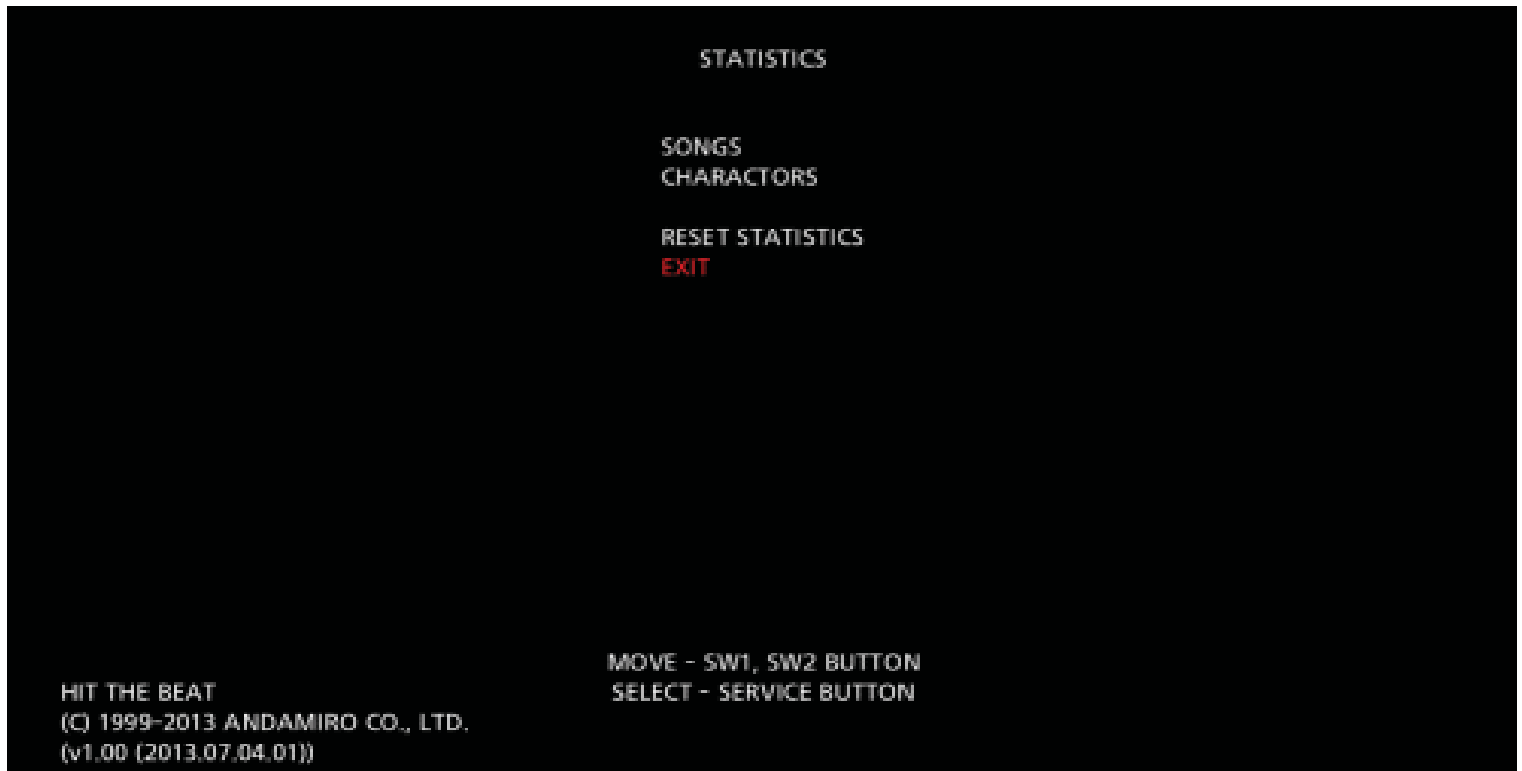 STATISTICS
SONGS
CHARACTORS
RESET STATISTICS
EXIT
MOVE - SW1, SW2 BUTTON
SELECT - SERVICE BUTTON
HIT THE BEAT
(C) 1999-2013 ANDAMIRO CO., LTD.
(v1.00 (2013.07.04.01))